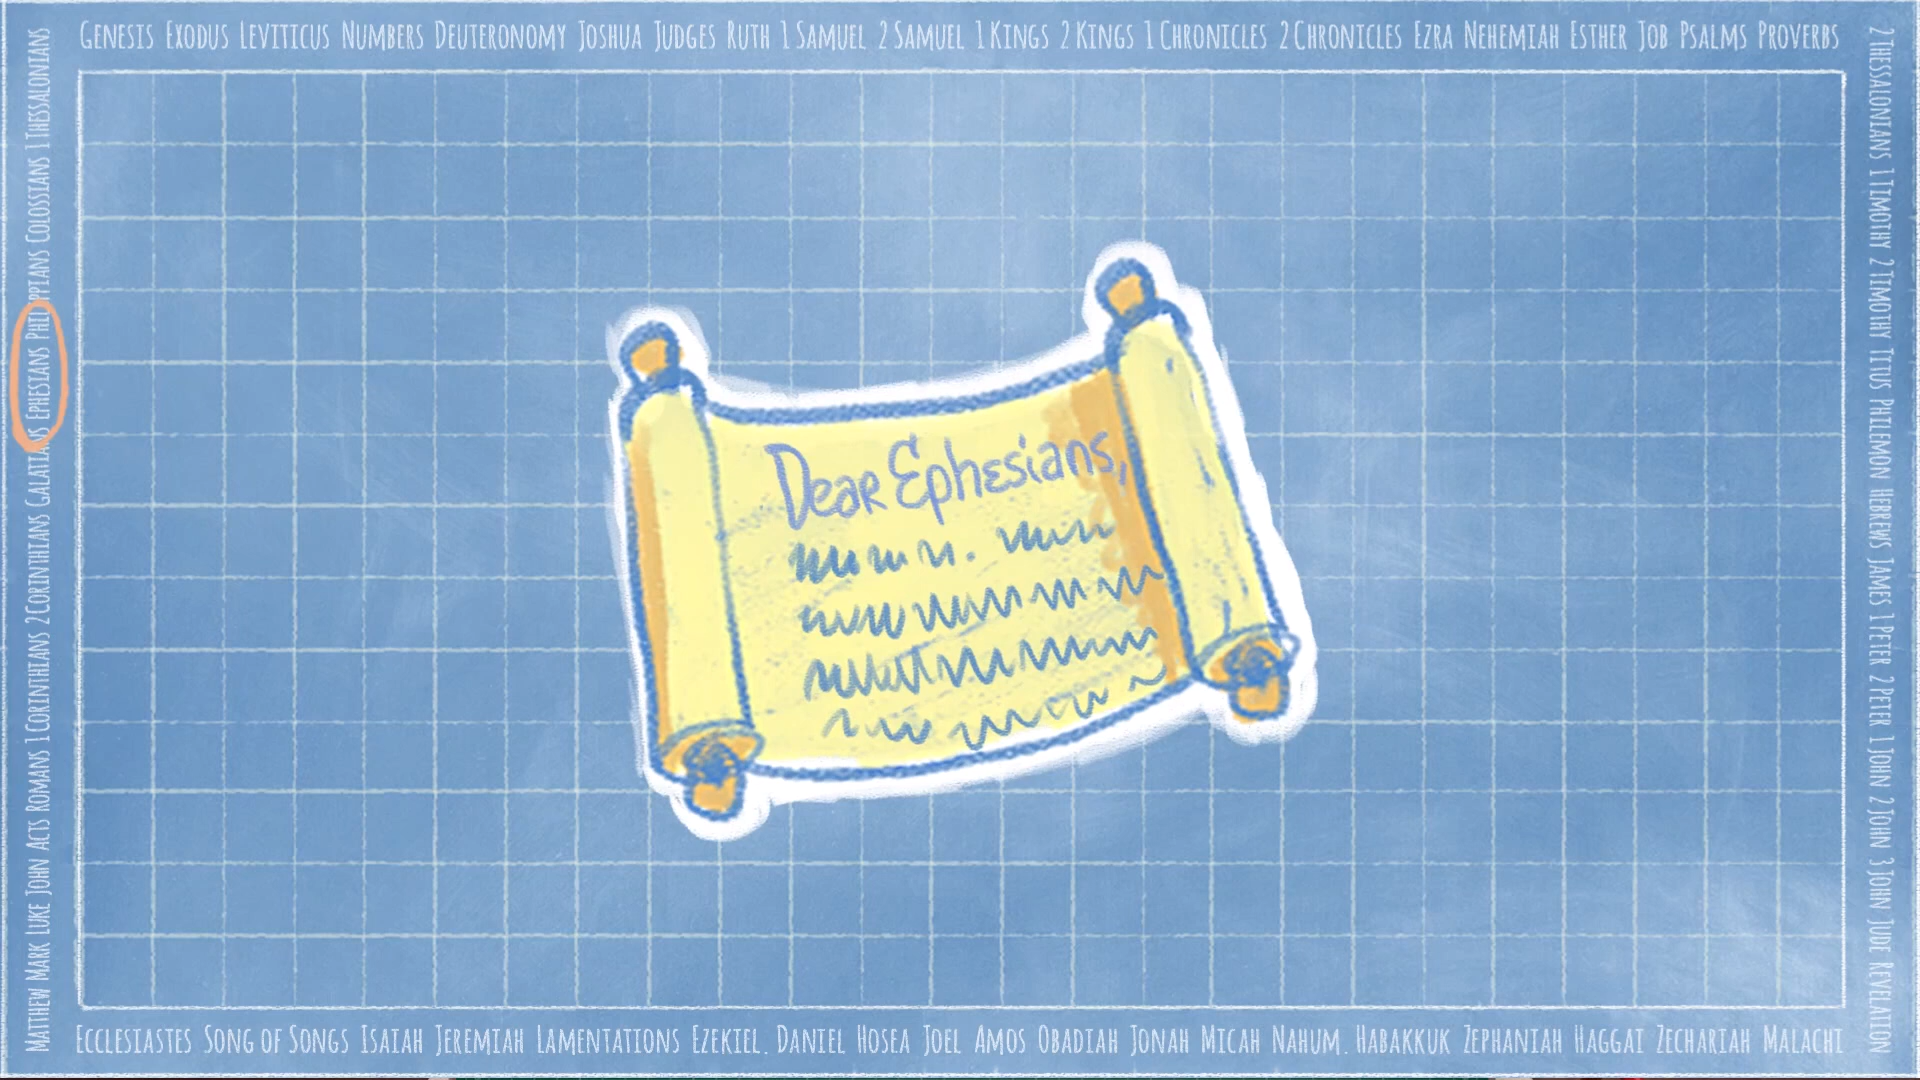 Genesis Exodus Leviticus Numbers Deuteronomy Joshua Judges Ruth 1 Samuel 2 Samuel 1 Kings 2 Kings 1 Chronicles 2 Chronicles Ezra Nehemiah Esther Job Psalms Proverbs
Ecclesiastes Song of Songs Isaiah Jeremiah Lamentations Ezekiel. Daniel Hosea Joel Amos Obadiah Jonah Micah Nahum. Habakkuk Zephaniah Haggai Zechariah Malachi
Matthew Mark Luke John Acts Romans 1 Corinthians 2 Corinthians Galatians Ephesians Philippians Colossians 1 Thessalonians
2 Thessalonians 1 Timothy 2 Timothy Titus Philemon Hebrews James 1 Peter 2 Peter 1 John 2 John 3 John Jude Revelation
Dear Ephesians,